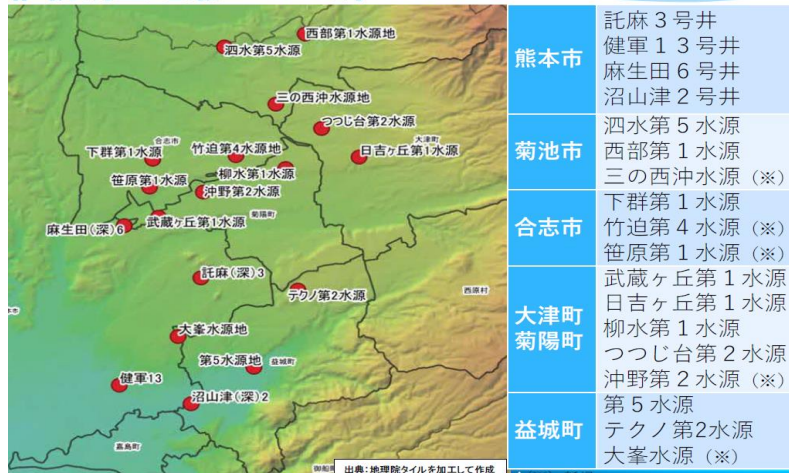 西部第1水源地
泗水第5水源
三の西沖水源地
つつじ台第2水源
合志市
大津町
下群第1水源
竹迫第4水源地
日吉ヶ丘第1水源
柳水第1水源
笹原第1水源
沖野第2水源
麻生田(深)6
武蔵ヶ丘第1水源
菊陽町
託麻(深)3
テクノ第2水源
西原村
本市
大峯水源地
第5水源地
益城町
健軍13
沼山津(深)2
嘉島町
御船
出典:地理院タイルを加工して作成
熊本市
託麻3号井
健軍13号井
麻生田6号井
沼山津2号井
菊池市
泗水第5水源
西部第1水源
三の西沖水源(※)
合志市
下群第1水源
竹迫第4水源(※)
笹原第1水源(※)
大津町
菊陽町
武蔵ヶ丘第1水源
日吉ヶ丘第1水源
柳水第1水源
つつじ台第2水源
沖野第2水源(※)
益城町
第5水源
テクノ第2水源
大峯水源(※)